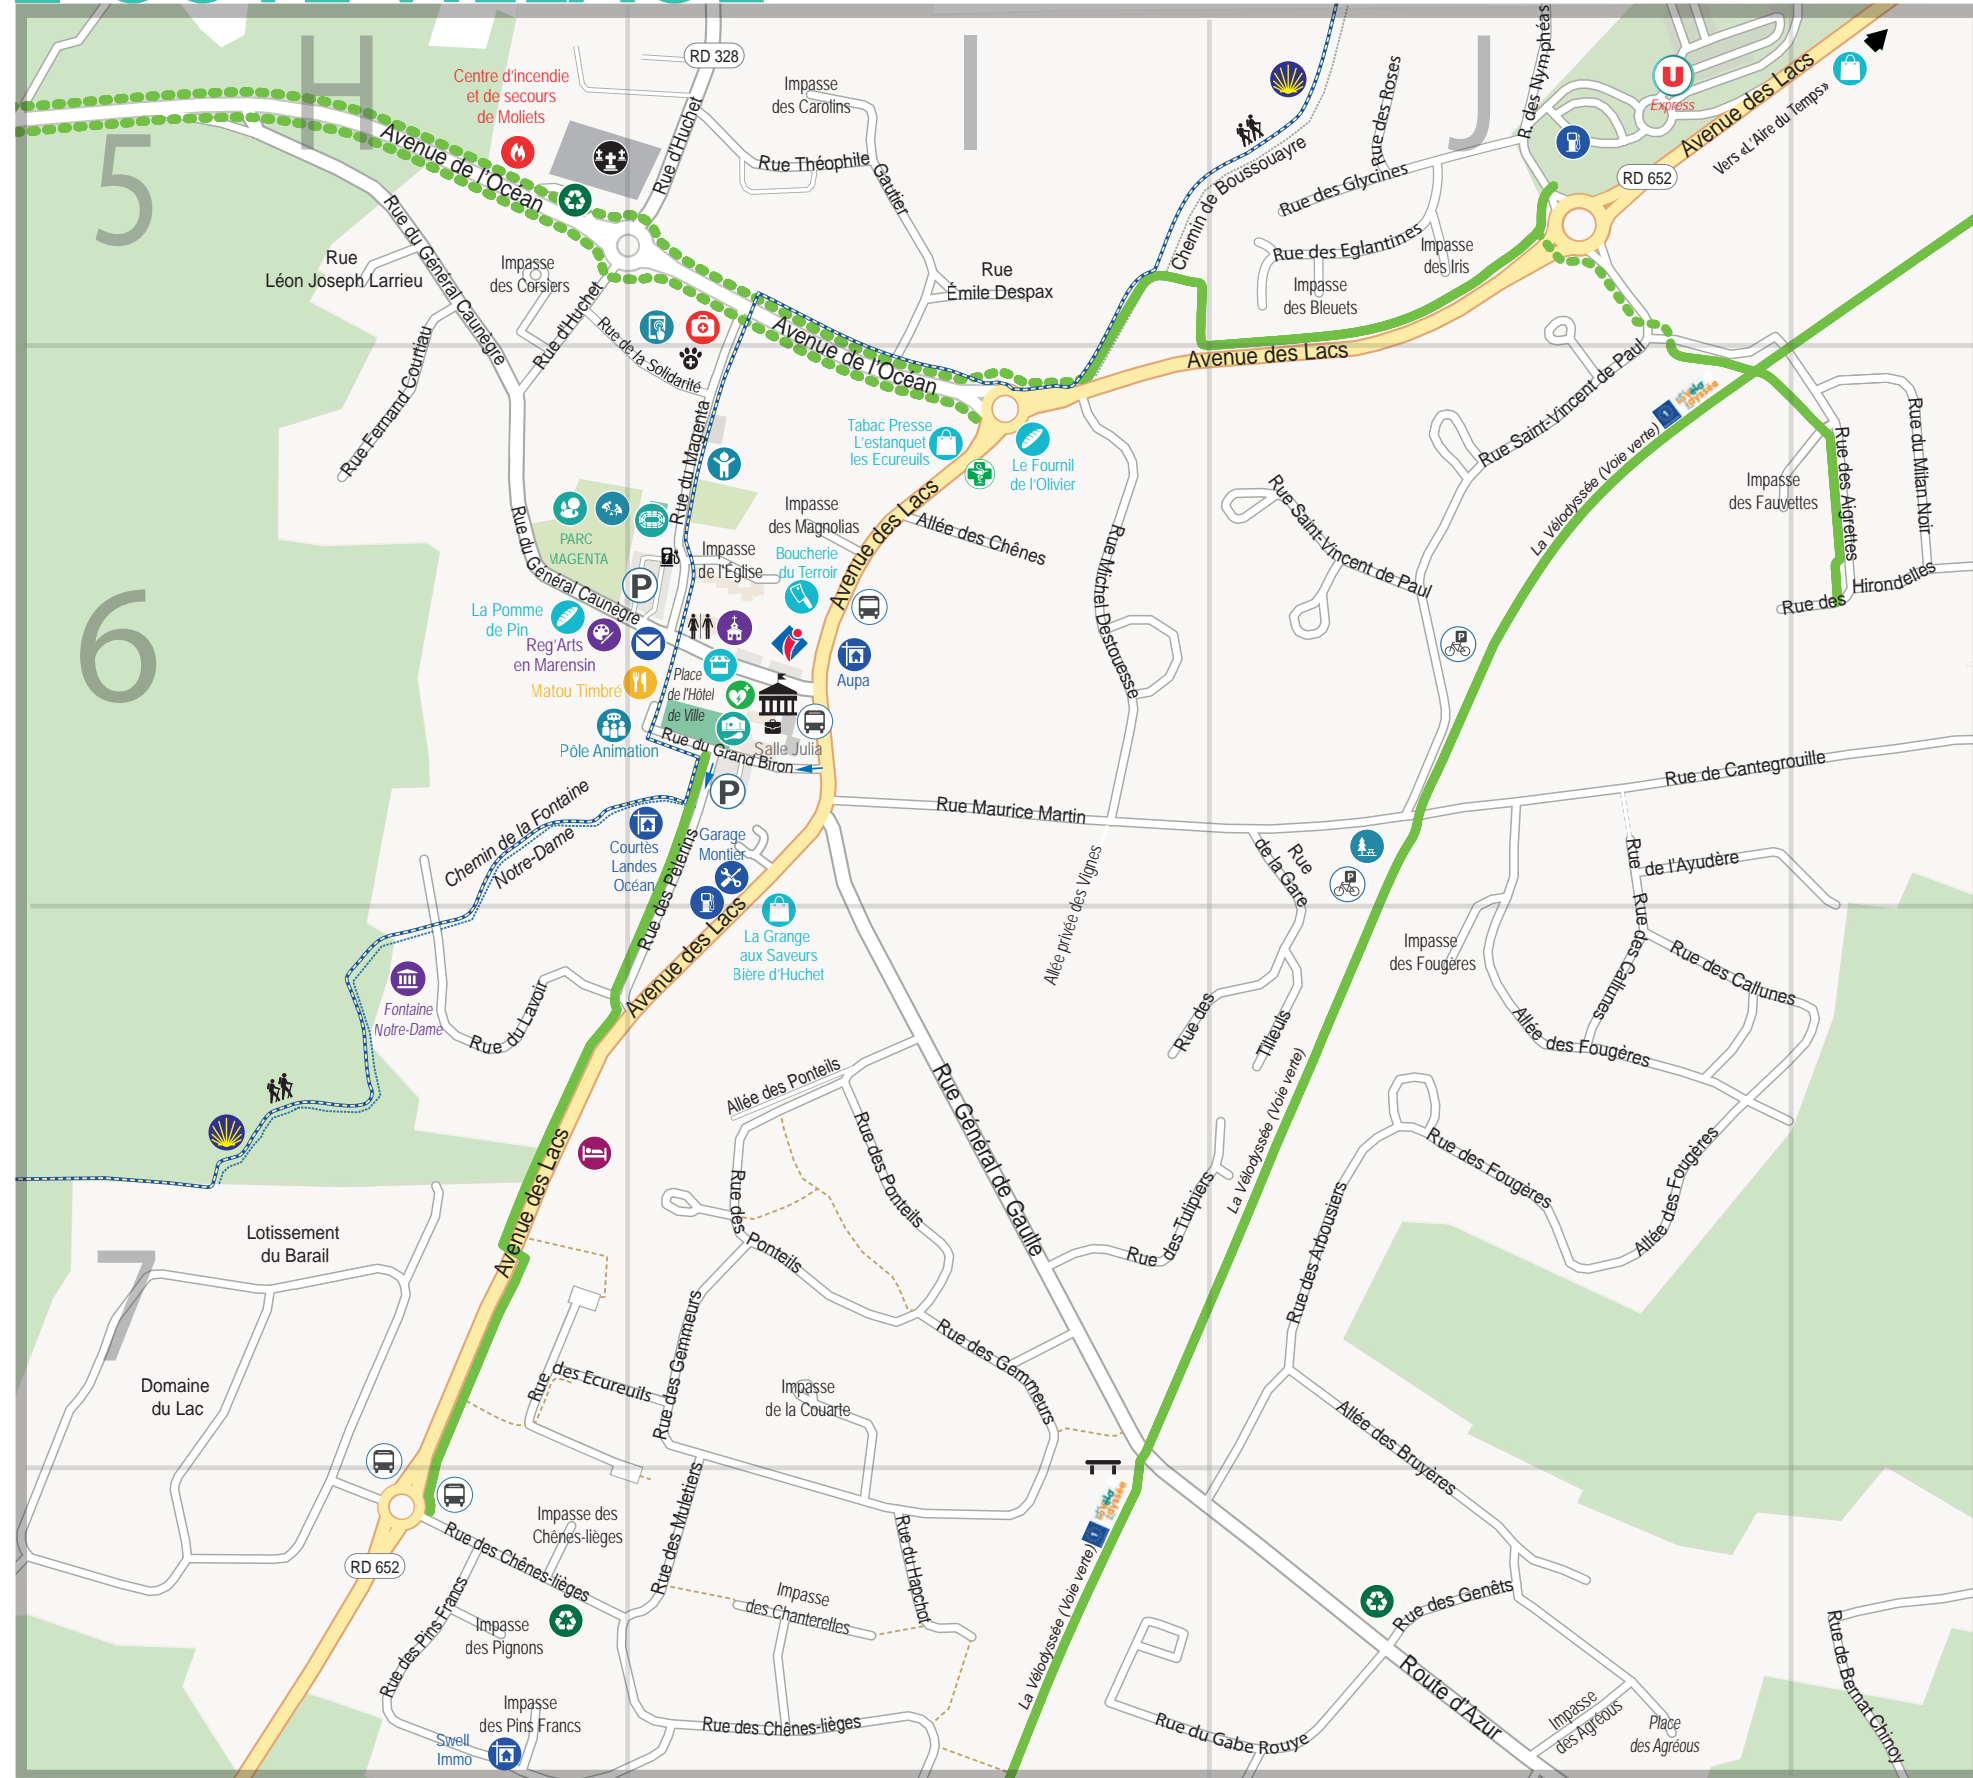 H
I
J
5
6
7
Centre d'incendie
et de secours
de Moliets
RD 328
Impasse
des Carolins
Rue d'Huchet
Avenue de l'Océan
Rue Théophile
Gautier
Chemin de Boussouayre
Rue des Roses
R. des Nymphéas
U
Express
Avenue des Lacs
Vers «L'Aire du Temps»
RD 652
Rue des Glycines
Rue des Eglantines
Impasse
des Iris
Impasse
des Bleuets
Rue
Émile Despax
Rue
Léon Joseph Larrieu
Rue du Général Caunègre
Impasse
des Corsiers
Rue d'Huchet
Rue de la Solidarité
Avenue de l'Océan
Avenue des Lacs
Rue Fernand Courtiau
Rue du Magenta
Tabac Presse
L'estanquet
les Ecureuils
Le Fournil
de l'Olivier
Rue Saint-Vincent de Paul
La Vélodyssée (Voie verte)
Rue du Milan Noir
Rue des Aigrettes
Impasse
des Fauvettes
Rue des
Hirondelles
Rue Saint-Vincent de Paul
Impasse
des Magnolias
Avenue des Lacs
Allée des Chênes
Rue Michel Destouesse
PARC
MAGENTA
Rue du Général Caunègre
P
Impasse
de l'Église
Boucherie
du Terroir
La Pomme
de Pin
Reg'Arts
en Marensin
Matou Timbré
Place
de l'Hôtel
de Ville
Aupa
Pôle Animation
Rue du Grand Biron
Salle Julia
P
Chemin de la Fontaine
Notre-Dame
Courtès
Landes
Océan
Garage
Montier
Rue des Pèlerins
Rue Maurice Martin
Rue de Cantegrouille
P
P
Rue
de la Gare
Rue
de l'Ayudère
Allée privée des Vignes
Avenue des Lacs
La Grange
aux Saveurs
Bière d'Huchet
Impasse
des Fougères
Rue des Callunes
Rue des Callunes
Fontaine
Notre-Dame
Rue du Lavoir
Rue des
Tilleuls
Allée des Fougères
La Vélodyssée (Voie verte)
Allée des Ponteils
Rue Général de Gaulle
Rue des Ponteils
Rue des
Ponteils
Avenue des Lacs
Rue des Tulipiers
Rue des Arbousiers
Rue des Fougères
Allée des Fougères
Lotissement
du Barail
Domaine
du Lac
Rue
des Ecureuils
Rue des Gemmeurs
Rue des Gemmeurs
Impasse
de la Couarte
Allée des Bruyères
RD 652
Rue des Chênes-lièges
Impasse des
Chênes-lièges
Rue des Muletiers
Rue du Hapchot
Impasse
des Chanterelles
La Vélodyssée (Voie verte)
Rue des Pins Francs
Impasse
des Pignons
Impasse
des Pins Francs
Swell
Immo
Rue des Chênes-lièges
Rue du Gabe Rouye
Rue des Genêts
Route d'Azur
Impasse
des Agréous
Place
des Agréous
Rue de Bernat Chinoy